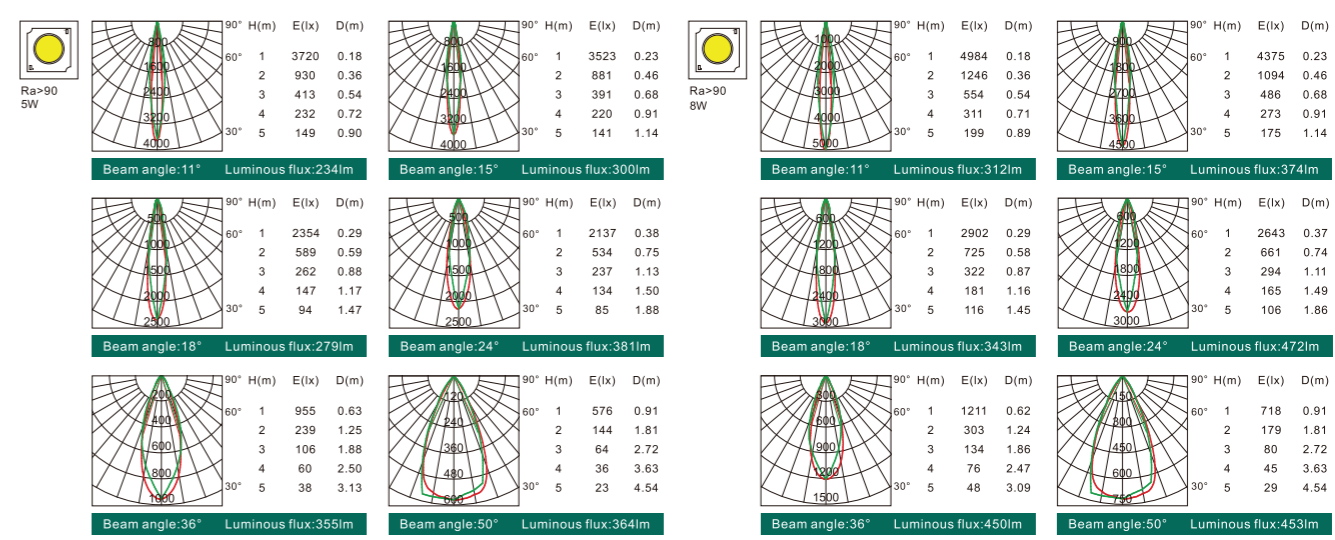 Ra>90
5W
90° H(m) E(lx) D(m)
60° 1 3720 0.18
2 930 0.36
3 413 0.54
4 232 0.72
30° 5 149 0.90
800
1600
2400
3200
4000
Beam angle:11° Luminous flux:234lm
90° H(m) E(lx) D(m)
60° 1 3523 0.23
2 881 0.46
3 391 0.68
4 220 0.91
30° 5 141 1.14
800
1600
2400
3200
4000
Beam angle:15° Luminous flux:300lm
Ra>90
8W
90° H(m) E(lx) D(m)
60° 1 4984 0.18
2 1246 0.36
3 554 0.54
4 311 0.71
30° 5 199 0.89
1000
2000
3000
4000
5000
Beam angle:11° Luminous flux:312lm
90° H(m) E(lx) D(m)
60° 1 4375 0.23
2 1094 0.46
3 486 0.68
4 273 0.91
30° 5 175 1.14
900
1800
2700
3600
4500
Beam angle:15° Luminous flux:374lm
90° H(m) E(lx) D(m)
60° 1 2354 0.29
2 589 0.59
3 262 0.88
4 147 1.17
30° 5 94 1.47
500
1000
1500
2000
2500
Beam angle:18° Luminous flux:279lm
90° H(m) E(lx) D(m)
60° 1 2137 0.38
2 534 0.75
3 237 1.13
4 134 1.50
30° 5 85 1.88
500
1000
1500
2000
2500
Beam angle:24° Luminous flux:381lm
90° H(m) E(lx) D(m)
60° 1 2902 0.29
2 725 0.58
3 322 0.87
4 181 1.16
30° 5 116 1.45
600
1200
1800
2400
3000
Beam angle:18° Luminous flux:343lm
90° H(m) E(lx) D(m)
60° 1 2643 0.37
2 661 0.74
3 294 1.11
4 165 1.49
30° 5 106 1.86
600
1200
1800
2400
3000
Beam angle:24° Luminous flux:472lm
90° H(m) E(lx) D(m)
60° 1 955 0.63
2 239 1.25
3 106 1.88
4 60 2.50
30° 5 38 3.13
200
400
600
800
1000
Beam angle:36° Luminous flux:355lm
90° H(m) E(lx) D(m)
60° 1 576 0.91
2 144 1.81
3 64 2.72
4 36 3.63
30° 5 23 4.54
120
240
360
480
600
Beam angle:50° Luminous flux:364lm
90° H(m) E(lx) D(m)
60° 1 1211 0.62
2 303 1.24
3 134 1.86
4 76 2.47
30° 5 48 3.09
300
600
900
1200
1500
Beam angle:36° Luminous flux:450lm
90° H(m) E(lx) D(m)
60° 1 718 0.91
2 179 1.81
3 80 2.72
4 45 3.63
30° 5 29 4.54
150
300
450
600
750
Beam angle:50° Luminous flux:453lm